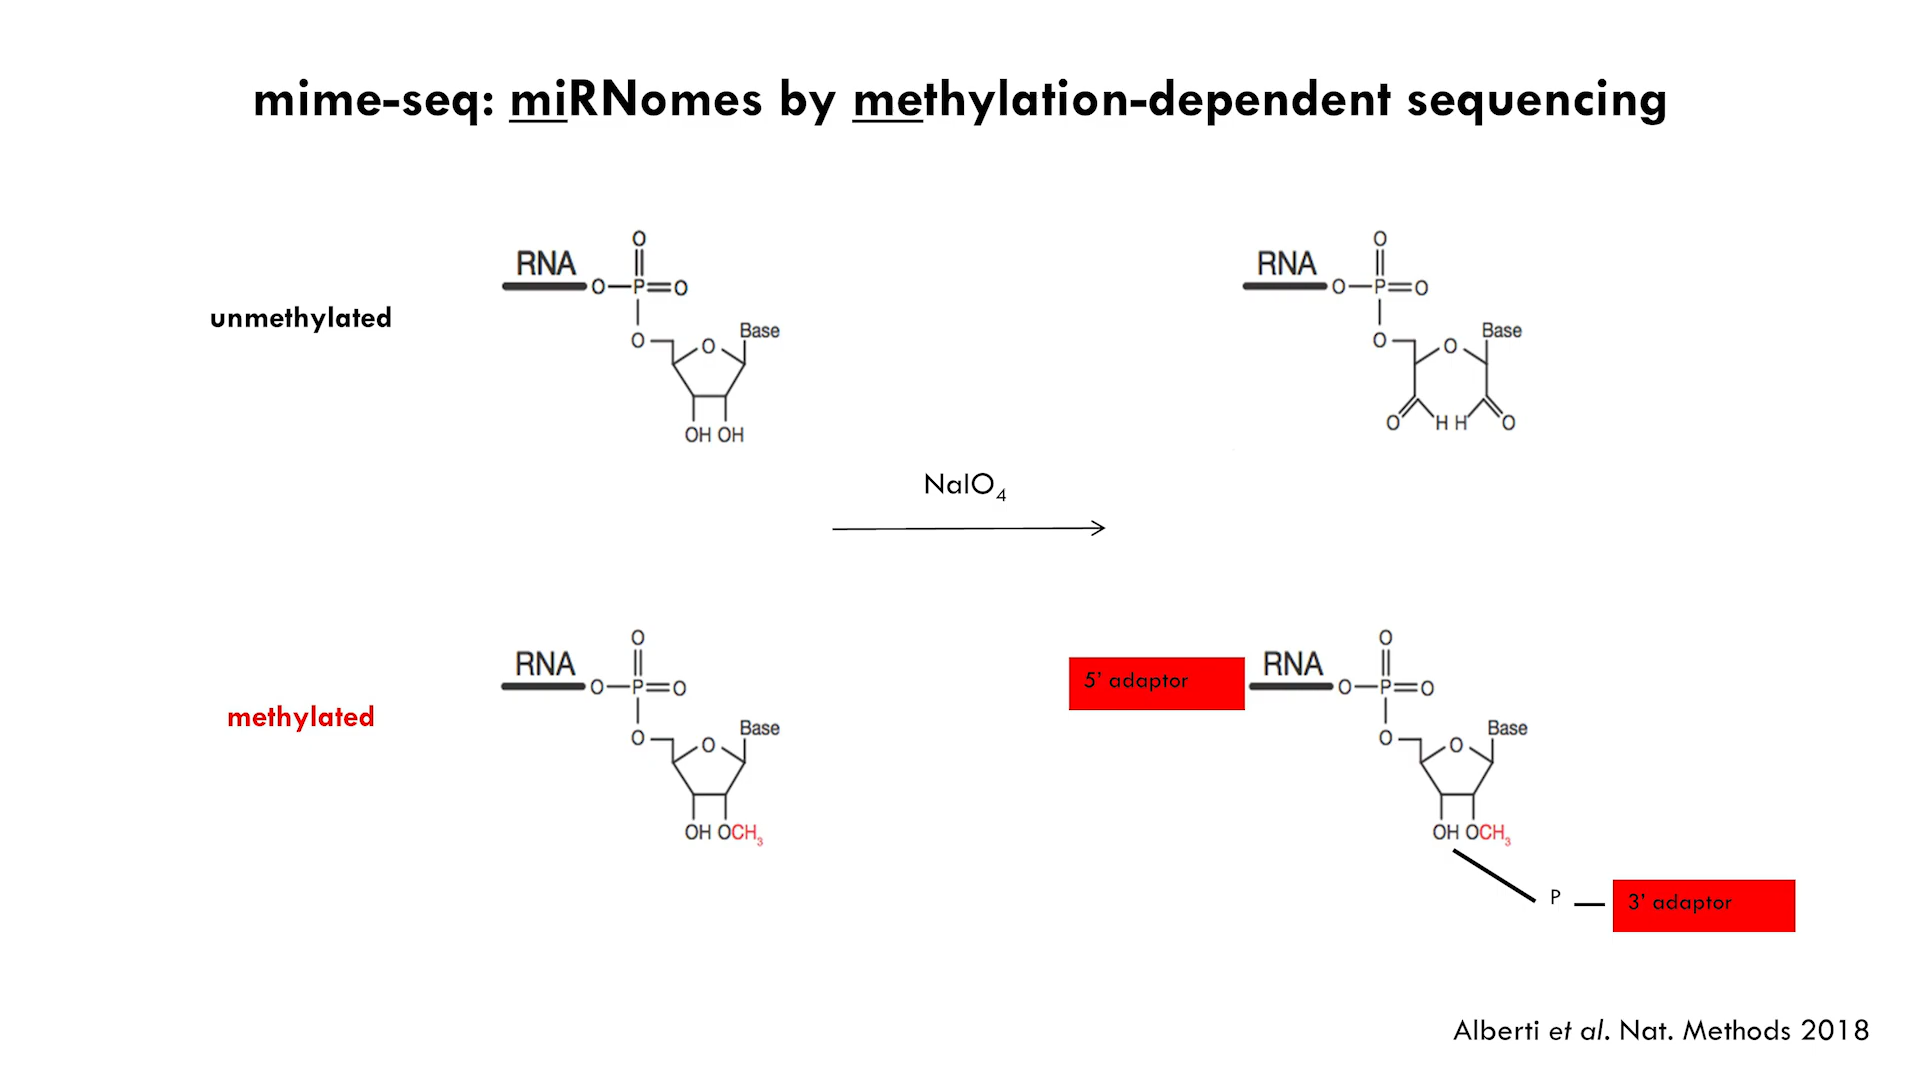 mime-seq: miRNomes by methylation-dependent sequencing
unmethylated
RNA
O
O P O
O O Base
OH OH
RNA
O
O P O
O O Base
O H H O
NaIO₄
methylated
RNA
O
O P O
O O Base
OH OCH₃
5' adaptor
RNA
O
O P O
O O Base
OH OCH₃
P
3' adaptor
Alberti et al. Nat. Methods 2018